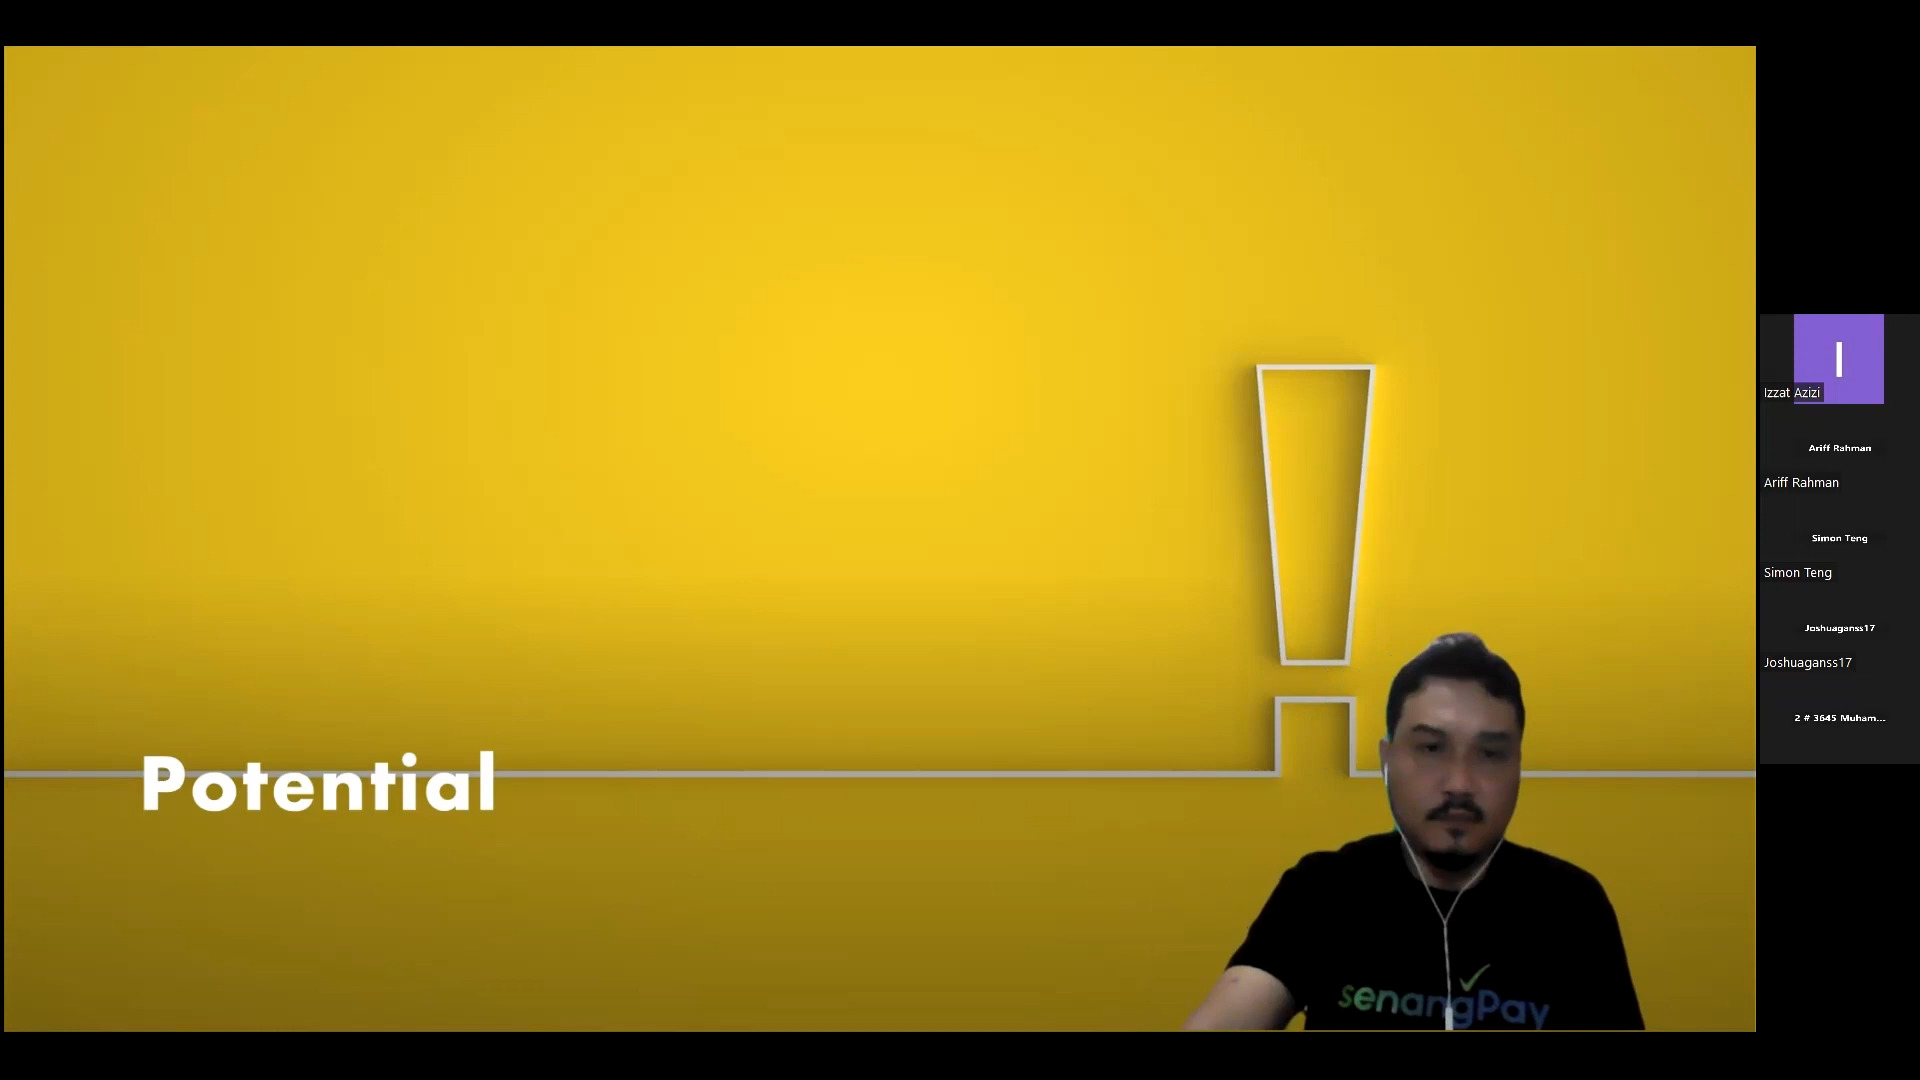 Potential
senangPay
I
Izzat Azizi
Ariff Rahman
Ariff Rahman
Simon Teng
Simon Teng
Joshuaganss17
Joshuaganss17
2 # 3645 Muham...